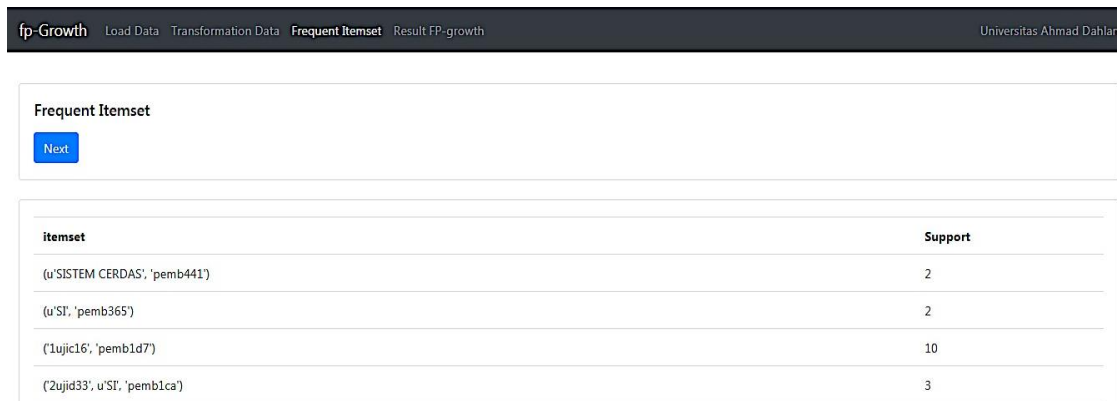 fp-Growth Load Data Transformation Data Frequent Itemset Result FP-growth Universitas Ahmad Dahlan
Frequent Itemset
Next
itemset Support
(u'SISTEM CERDAS', 'pemb441') 2
(u'SI', 'pemb365') 2
('1ujic16', 'pemb1d7') 10
('2ujid33', u'SI', 'pemb1ca') 3